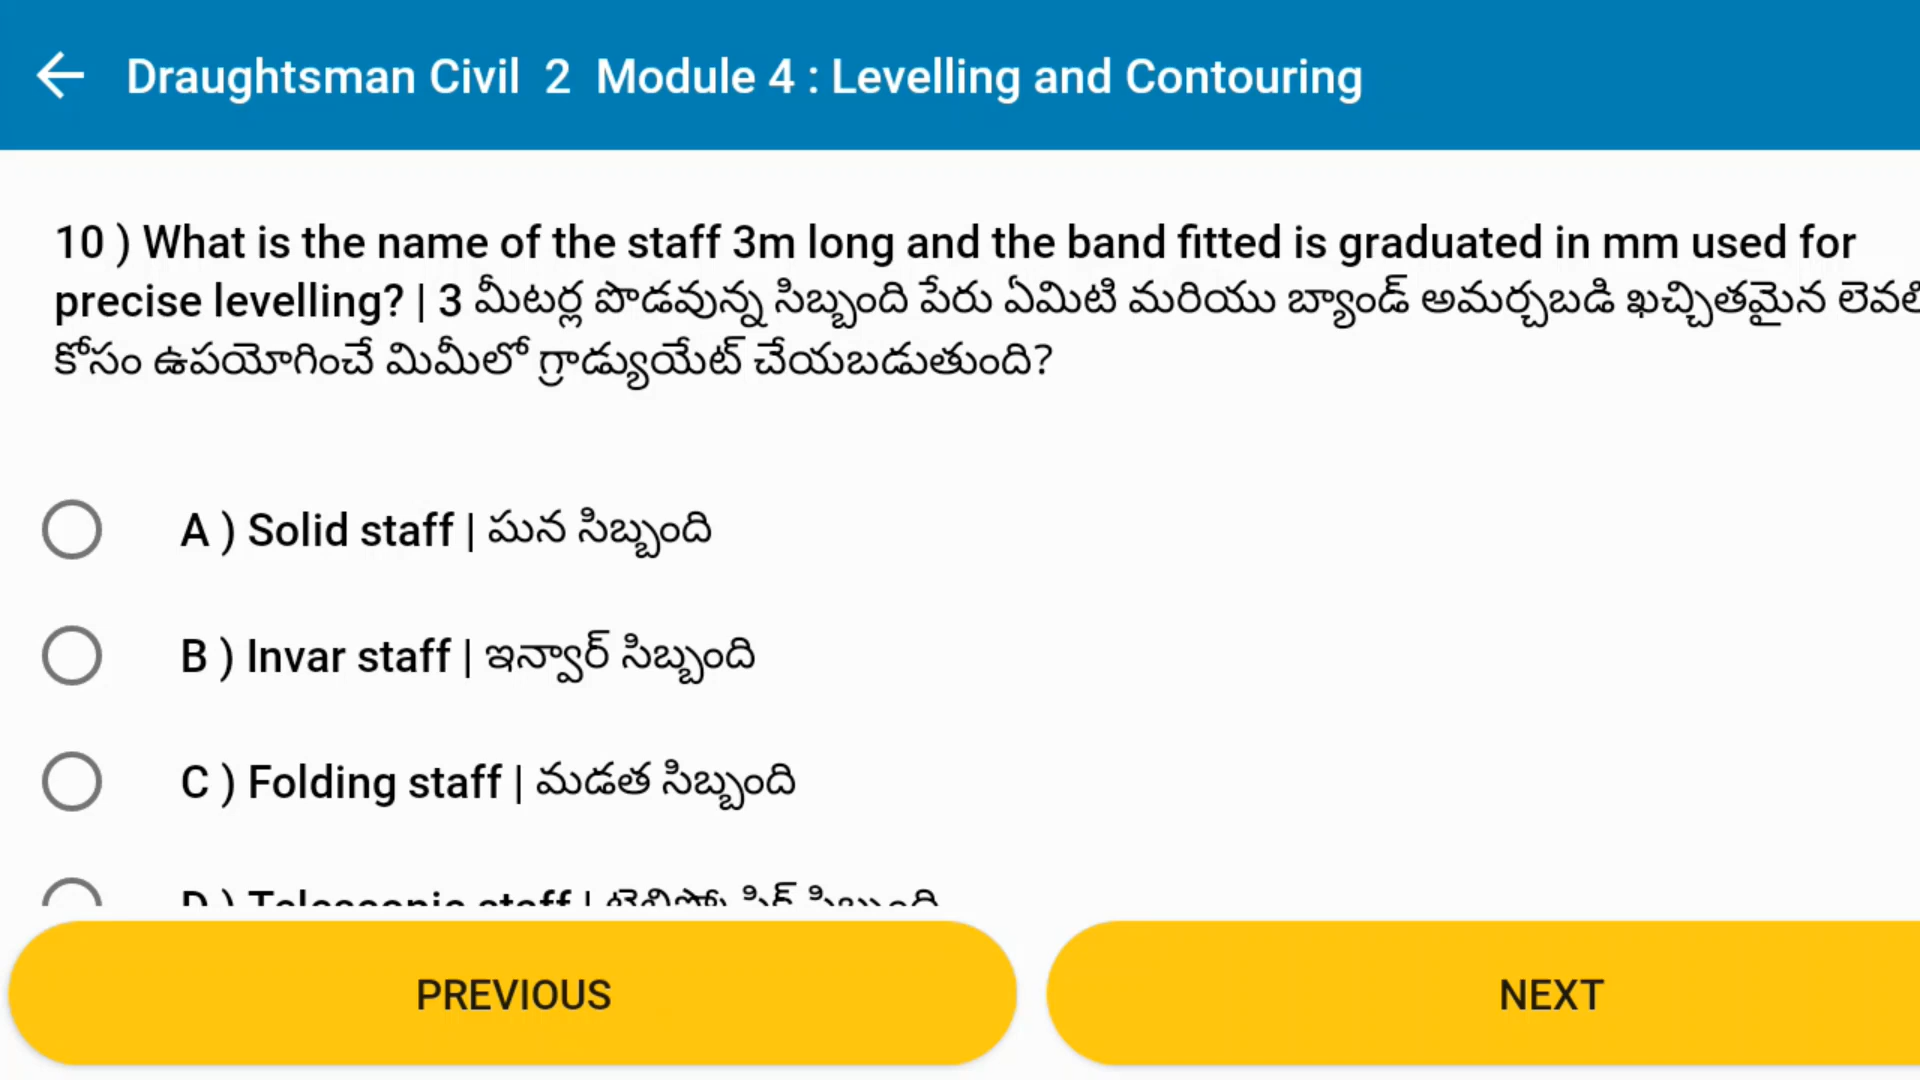 Draughtsman Civil 2 Module 4 : Levelling and Contouring
10 ) What is the name of the staff 3m long and the band fitted is graduated in mm used for
precise levelling? | 3 మీటర్ల పొడవున్న సిబ్బంది పేరు ఏమిటి మరియు బ్యాండ్ అమర్చబడి ఖచ్చితమైన
కోసం ఉపయోగించే మిమీలో గ్రాడ్యుయేట్ చేయబడుతుంది?
A ) Solid staff | ఘన సిబ్బంది
B ) Invar staff | ఇన్వార్ సిబ్బంది
C ) Folding staff | మడత సిబ్బంది
D ) Telescopic staff | సిబ్బంది
PREVIOUS
NEXT